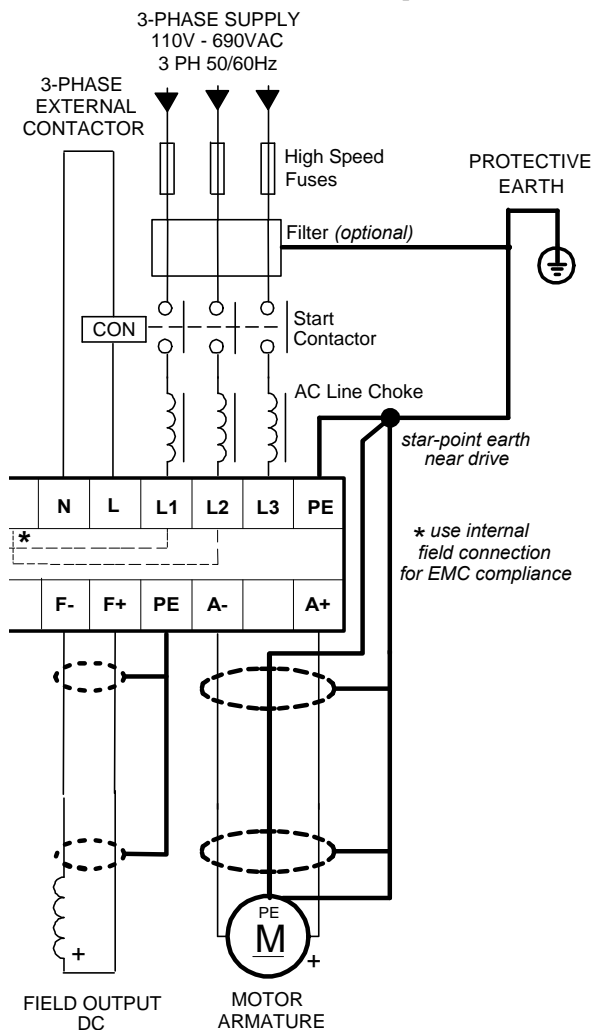 3-PHASE SUPPLY
110V - 690VAC
3 PH 50/60Hz
3-PHASE
EXTERNAL
CONTACTOR
High Speed
Fuses
PROTECTIVE
EARTH
Filter (optional)
CON
Start
Contactor
AC Line Choke
star-point earth
near drive
N L L1 L2 L3 PE
*
* use internal
field connection
for EMC compliance
F- F+ PE A- A+
PE
M
+
+
FIELD OUTPUT
DC
MOTOR
ARMATURE